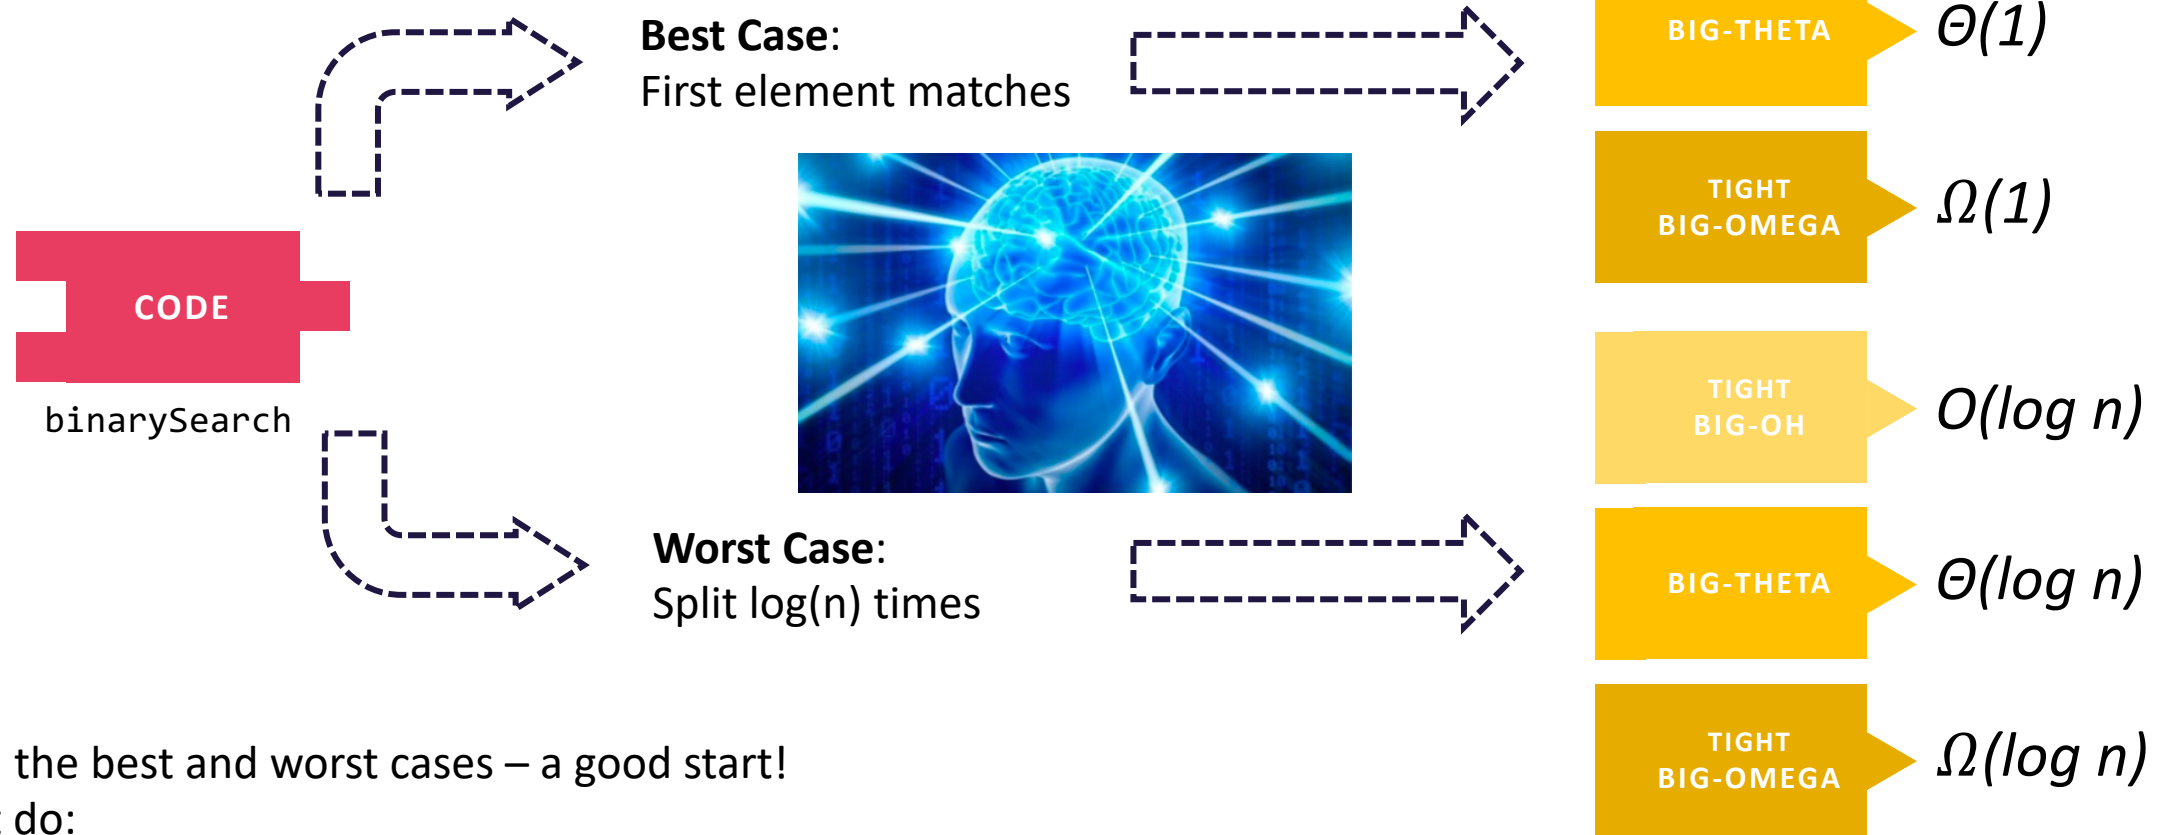 Best Case:
First element matches
BIG-THETA
Θ(1)
TIGHT
BIG-OMEGA
Ω(1)
CODE
binarySearch
TIGHT
BIG-OH
O(log n)
Worst Case:
Split log(n) times
BIG-THETA
Θ(log n)
TIGHT
BIG-OMEGA
Ω(log n)
the best and worst cases – a good start!
do: